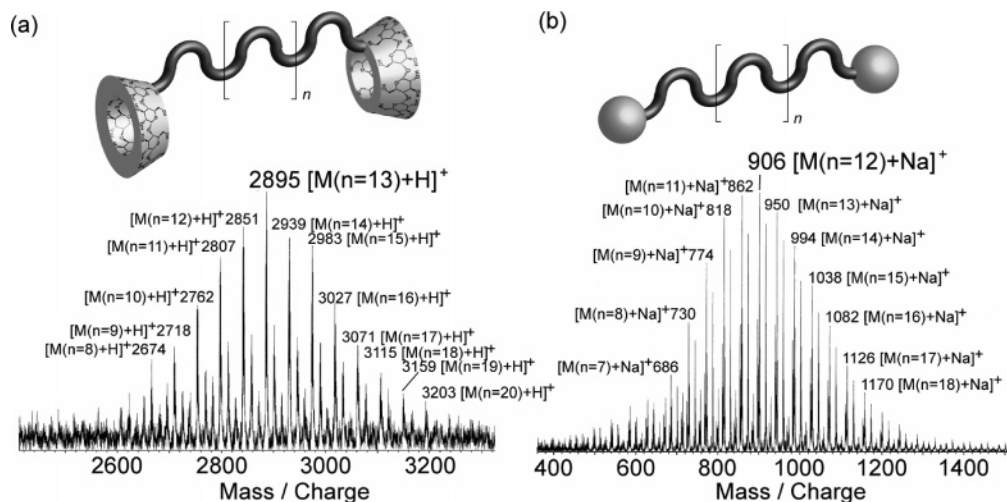 (a)
n
2895 [M(n=13)+H]+
[M(n=12)+H]+2851
2939 [M(n=14)+H]+
[M(n=11)+H]+2807
2983 [M(n=15)+H]+
[M(n=10)+H]+2762
3027 [M(n=16)+H]+
[M(n=9)+H]+2718
3071 [M(n=17)+H]+
[M(n=8)+H]+2674
3115 [M(n=18)+H]+
3159 [M(n=19)+H]+
3203 [M(n=20)+H]+
2600 2800 3000 3200
Mass / Charge
(b)
n
906 [M(n=12)+Na]+
[M(n=11)+Na]+862
950 [M(n=13)+Na]+
[M(n=10)+Na]+818
994 [M(n=14)+Na]+
[M(n=9)+Na]+774
1038 [M(n=15)+Na]+
[M(n=8)+Na]+730
1082 [M(n=16)+Na]+
[M(n=7)+Na]+686
1126 [M(n=17)+Na]+
1170 [M(n=18)+Na]+
400 600 800 1000 1200 1400
Mass / Charge